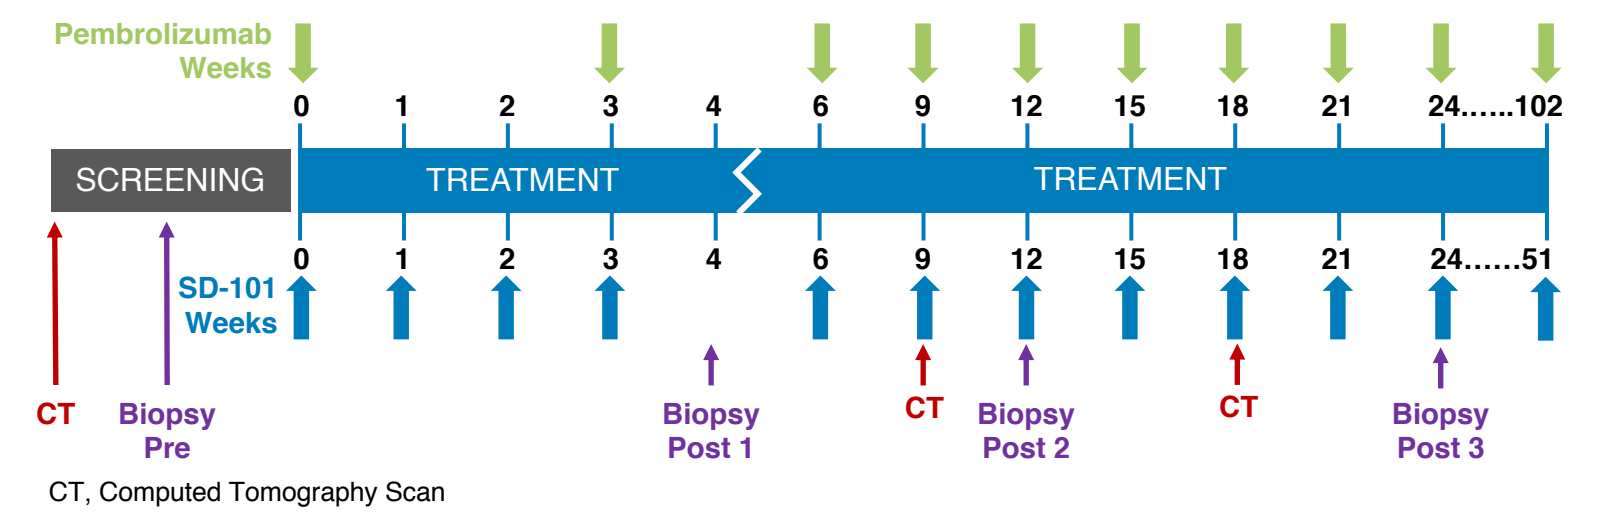 Pembrolizumab
Weeks
0 1 2 3 4 6 9 12 15 18 21 24......102
SCREENING TREATMENT TREATMENT
0 1 2 3 4 6 9 12 15 18 21 24......51
SD-101
Weeks
CT Biopsy
Pre
Biopsy
Post 1
CT
Biopsy
Post 2
CT
Biopsy
Post 3
CT, Computed Tomography Scan